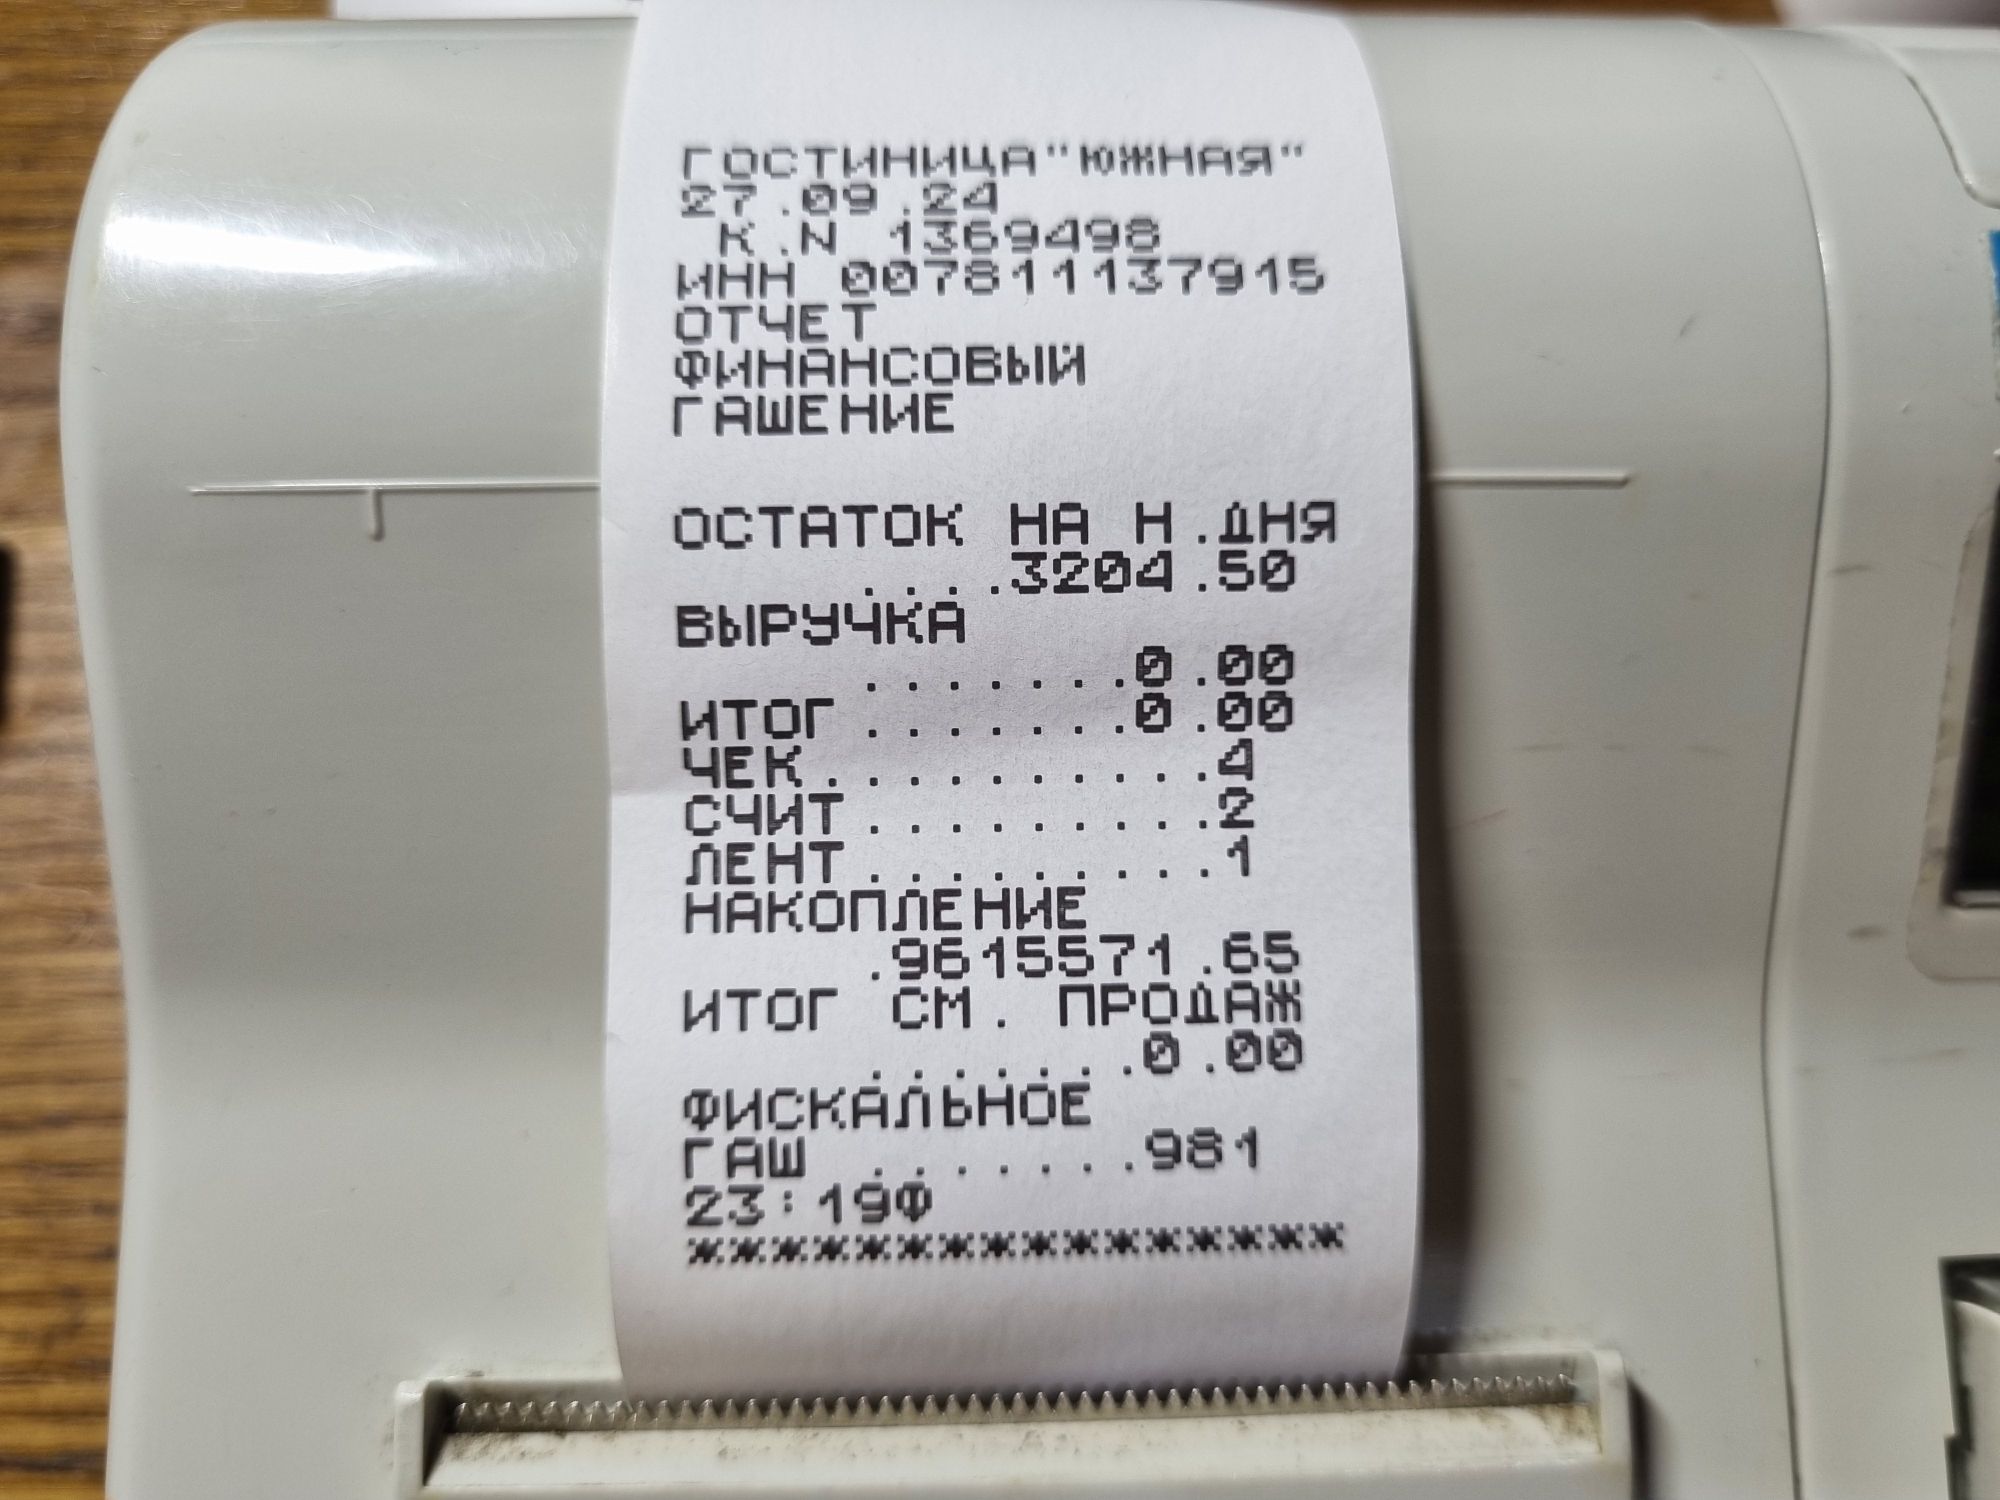 ГОСТИНИЦА"ЮЖНАЯ"
27.09.24
К.N 1369498
ИНН 007811137915
ОТЧЕТ
ФИНАНСОВЫЙ
ГАШЕНИЕ
ОСТАТОК НА Н.ДНЯ
....3204.50
ВЫРУЧКА
.......0.00
ИТОГ.......0.00
ЧЕК..........4
СЧИТ.........2
ЛЕНТ.........1
НАКОПЛЕНИЕ
.9615571.65
ИТОГ СМ. ПРОДАЖ
.......0.00
ФИСКАЛЬНОЕ
ГАШ .......981
23:19Ф
****************